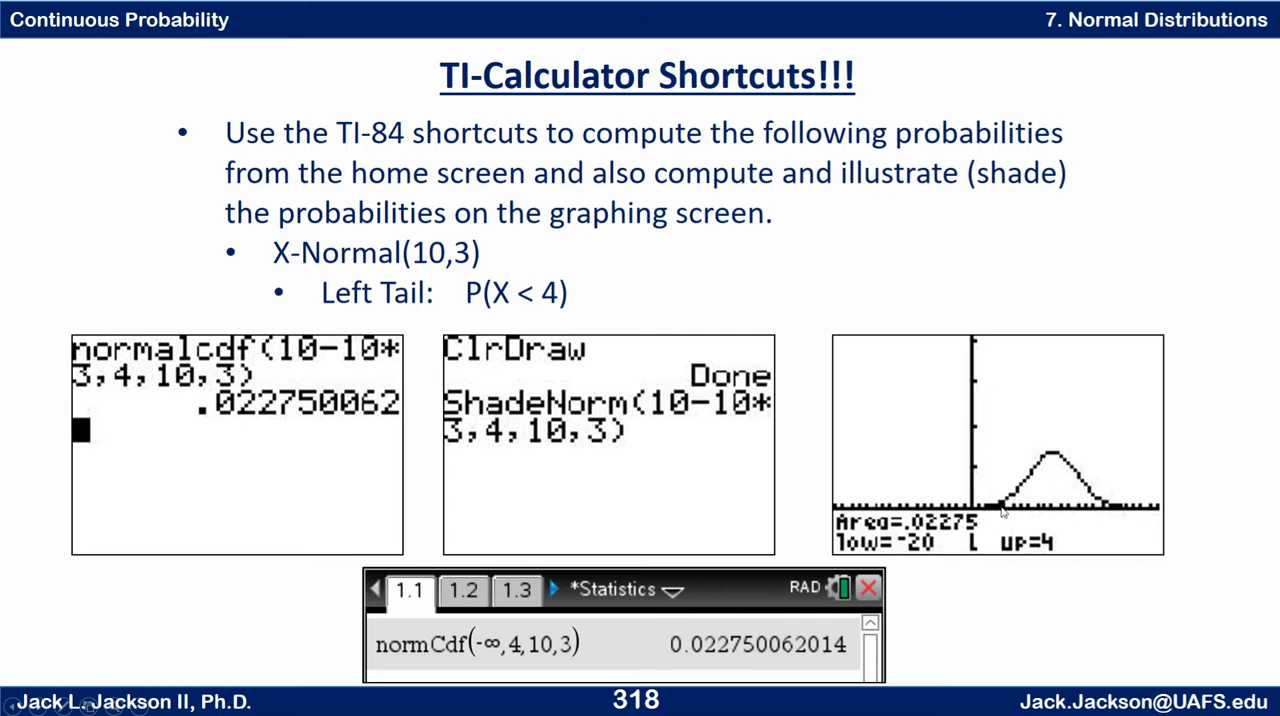 Continuous Probability
7. Normal Distributions
TI-Calculator Shortcuts!!!
• Use the TI-84 shortcuts to compute the following probabilities
from the home screen and also compute and illustrate (shade)
the probabilities on the graphing screen.
• X-Normal(10,3)
• Left Tail: P(X < 4)
normalcdf(10-10*
3,4,10,3)
.022750062
ClrDraw
Done
ShadeNorm(10-10*
3,4,10,3)
Area=.02275
low=-20
up=4
1.1 1.2 1.3 *Statistics RAD
normCdf(-∞,4,10,3) 0.022750062014
Jack L. Jackson II, Ph.D.
318
Jack.Jackson@UAFS.edu